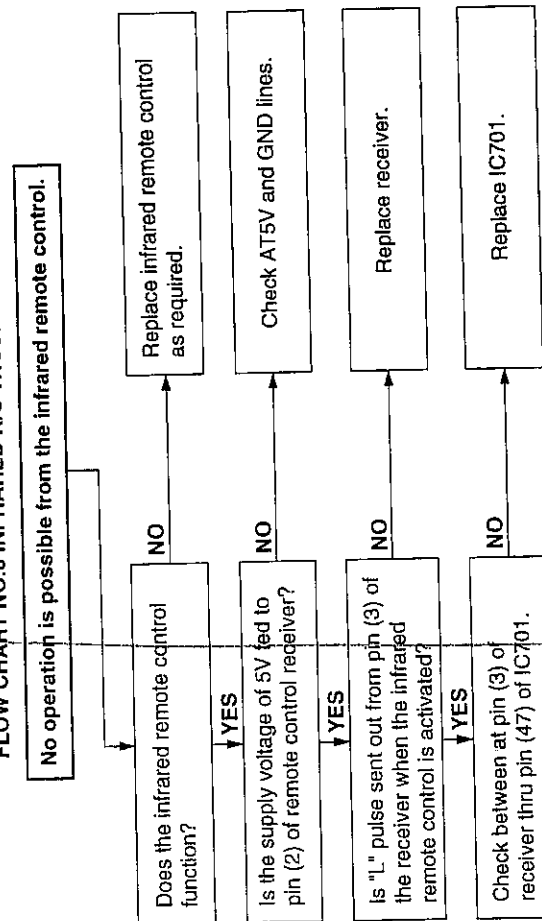 No operation is possible from the infrared remote control.
Does the infrared remote control
function?
NO
Replace infrared remote control
as required.
YES
Is the supply voltage of 5V fed to
pin (2) of remote control receiver?
NO
Check AT5V and GND lines.
YES
Is "L" pulse sent out from pin (3) of
the receiver when the infrared
remote control is activated?
NO
Replace receiver.
YES
Check between at pin (3) of
receiver thru pin (47) of IC701.
NO
Replace IC701.